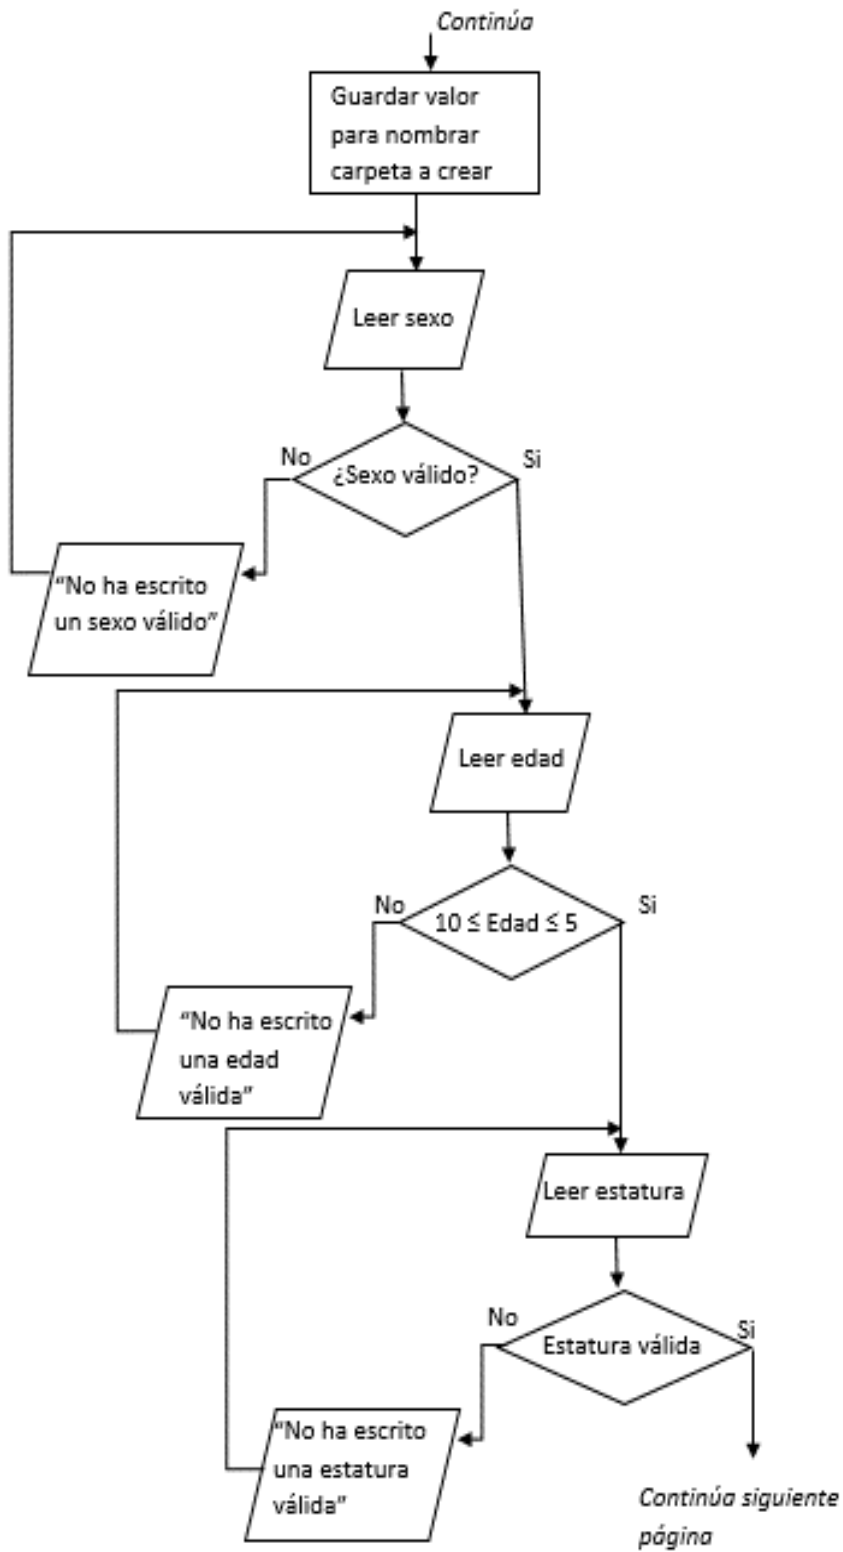 Continúa
Guardar valor
para nombrar
carpeta a crear
Leer sexo
No
¿Sexo válido?
Si
“No ha escrito
un sexo válido”
Leer edad
No
10 ≤ Edad ≤ 5
Si
“No ha escrito
una edad
válida”
Leer estatura
No
Estatura válida
Si
“No ha escrito
una estatura
válida”
Continúa siguiente
página